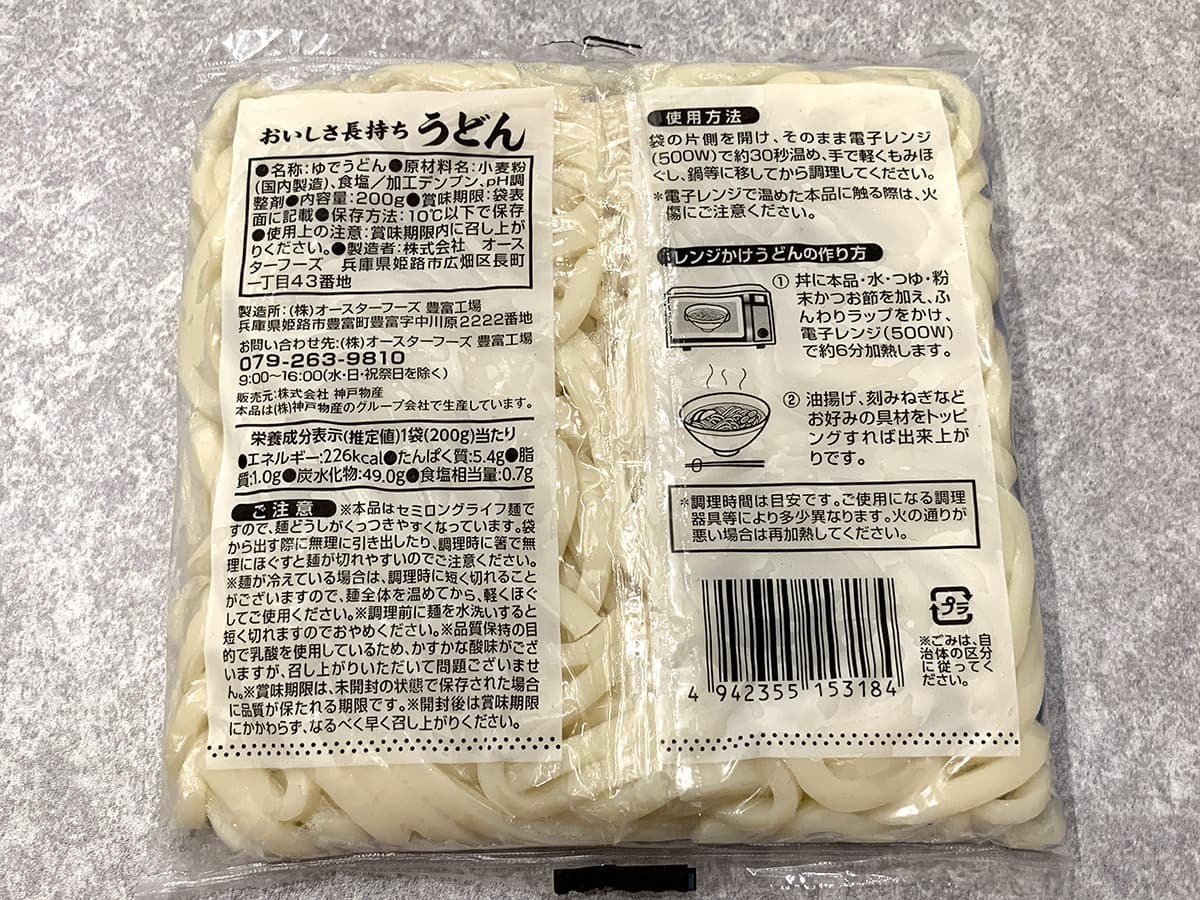 おいしさ長持ち うどん
●名称:ゆでうどん●原材料名:小麦粉
(国内製造)、食塩／加工デンプン、pH調
整剤●内容量:200g●賞味期限:袋表
面に記載●保存方法:10℃以下で保存
●使用上の注意:賞味期限内に召し上が
りください。●製造者:株式会社 オース
ターフーズ 兵庫県姫路市広畑区長町
一丁目43番地
製造所:(株)オースターフーズ 豊富工場
兵庫県姫路市豊富町豊富字中川原2222番地
お問い合わせ先:(株)オースターフーズ 豊富工場
079-263-9810
9:00〜16:00(水・日・祝祭日を除く)
販売元:株式会社 神戸物産
本品は(株)神戸物産のグループ会社で生産しています。
栄養成分表示(推定値)1袋(200g)当たり
●エネルギー:226kcal●たんぱく質:5.4g●脂
質:1.0g●炭水化物:49.0g●食塩相当量:0.7g
ご注意 ※本品はセミロングライフ麺で
すので、麺どうしがくっつきやすくなっています。袋
から出す際に無理に引き出したり、調理時に箸で無
理にほぐすと麺が切れやすいのでご注意ください。
※麺が冷えている場合は、調理時に短く切れること
がございますので、麺全体を温めてから、軽くほぐ
してご使用ください。※調理前に麺を水洗いすると
短く切れますのでおやめください。※品質保持の目
的で乳酸を使用しているため、かすかな酸味がござ
いますが、召し上がりいただいて問題ございませ
ん。※賞味期限は、未開封の状態で保存された場合
に品質が保たれる期限です。※開封後は賞味期限
にかかわらず、なるべく早く召し上がりください。
使用方法
袋の片側を開け、そのまま電子レンジ
(500W)で約30秒温め、手で軽くもみほ
ぐし、鍋等に移してから調理してください。
*電子レンジで温めた本品に触る際は、火
傷にご注意ください。
レンジかけうどんの作り方
① 丼に本品・水・つゆ・粉
末かつお節を加え、ふ
んわりラップをかけ、
電子レンジ(500W)
で約6分加熱します。
② 油揚げ、刻みねぎなど
お好みの具材をトッピ
ングすれば出来上が
りです。
*調理時間は目安です。ご使用になる調理
器具等により多少異なります。火の通りが
悪い場合は再加熱してください。
プラ
※ごみは、自
治体の区分
に従ってく
ださい。
4 942355 153184